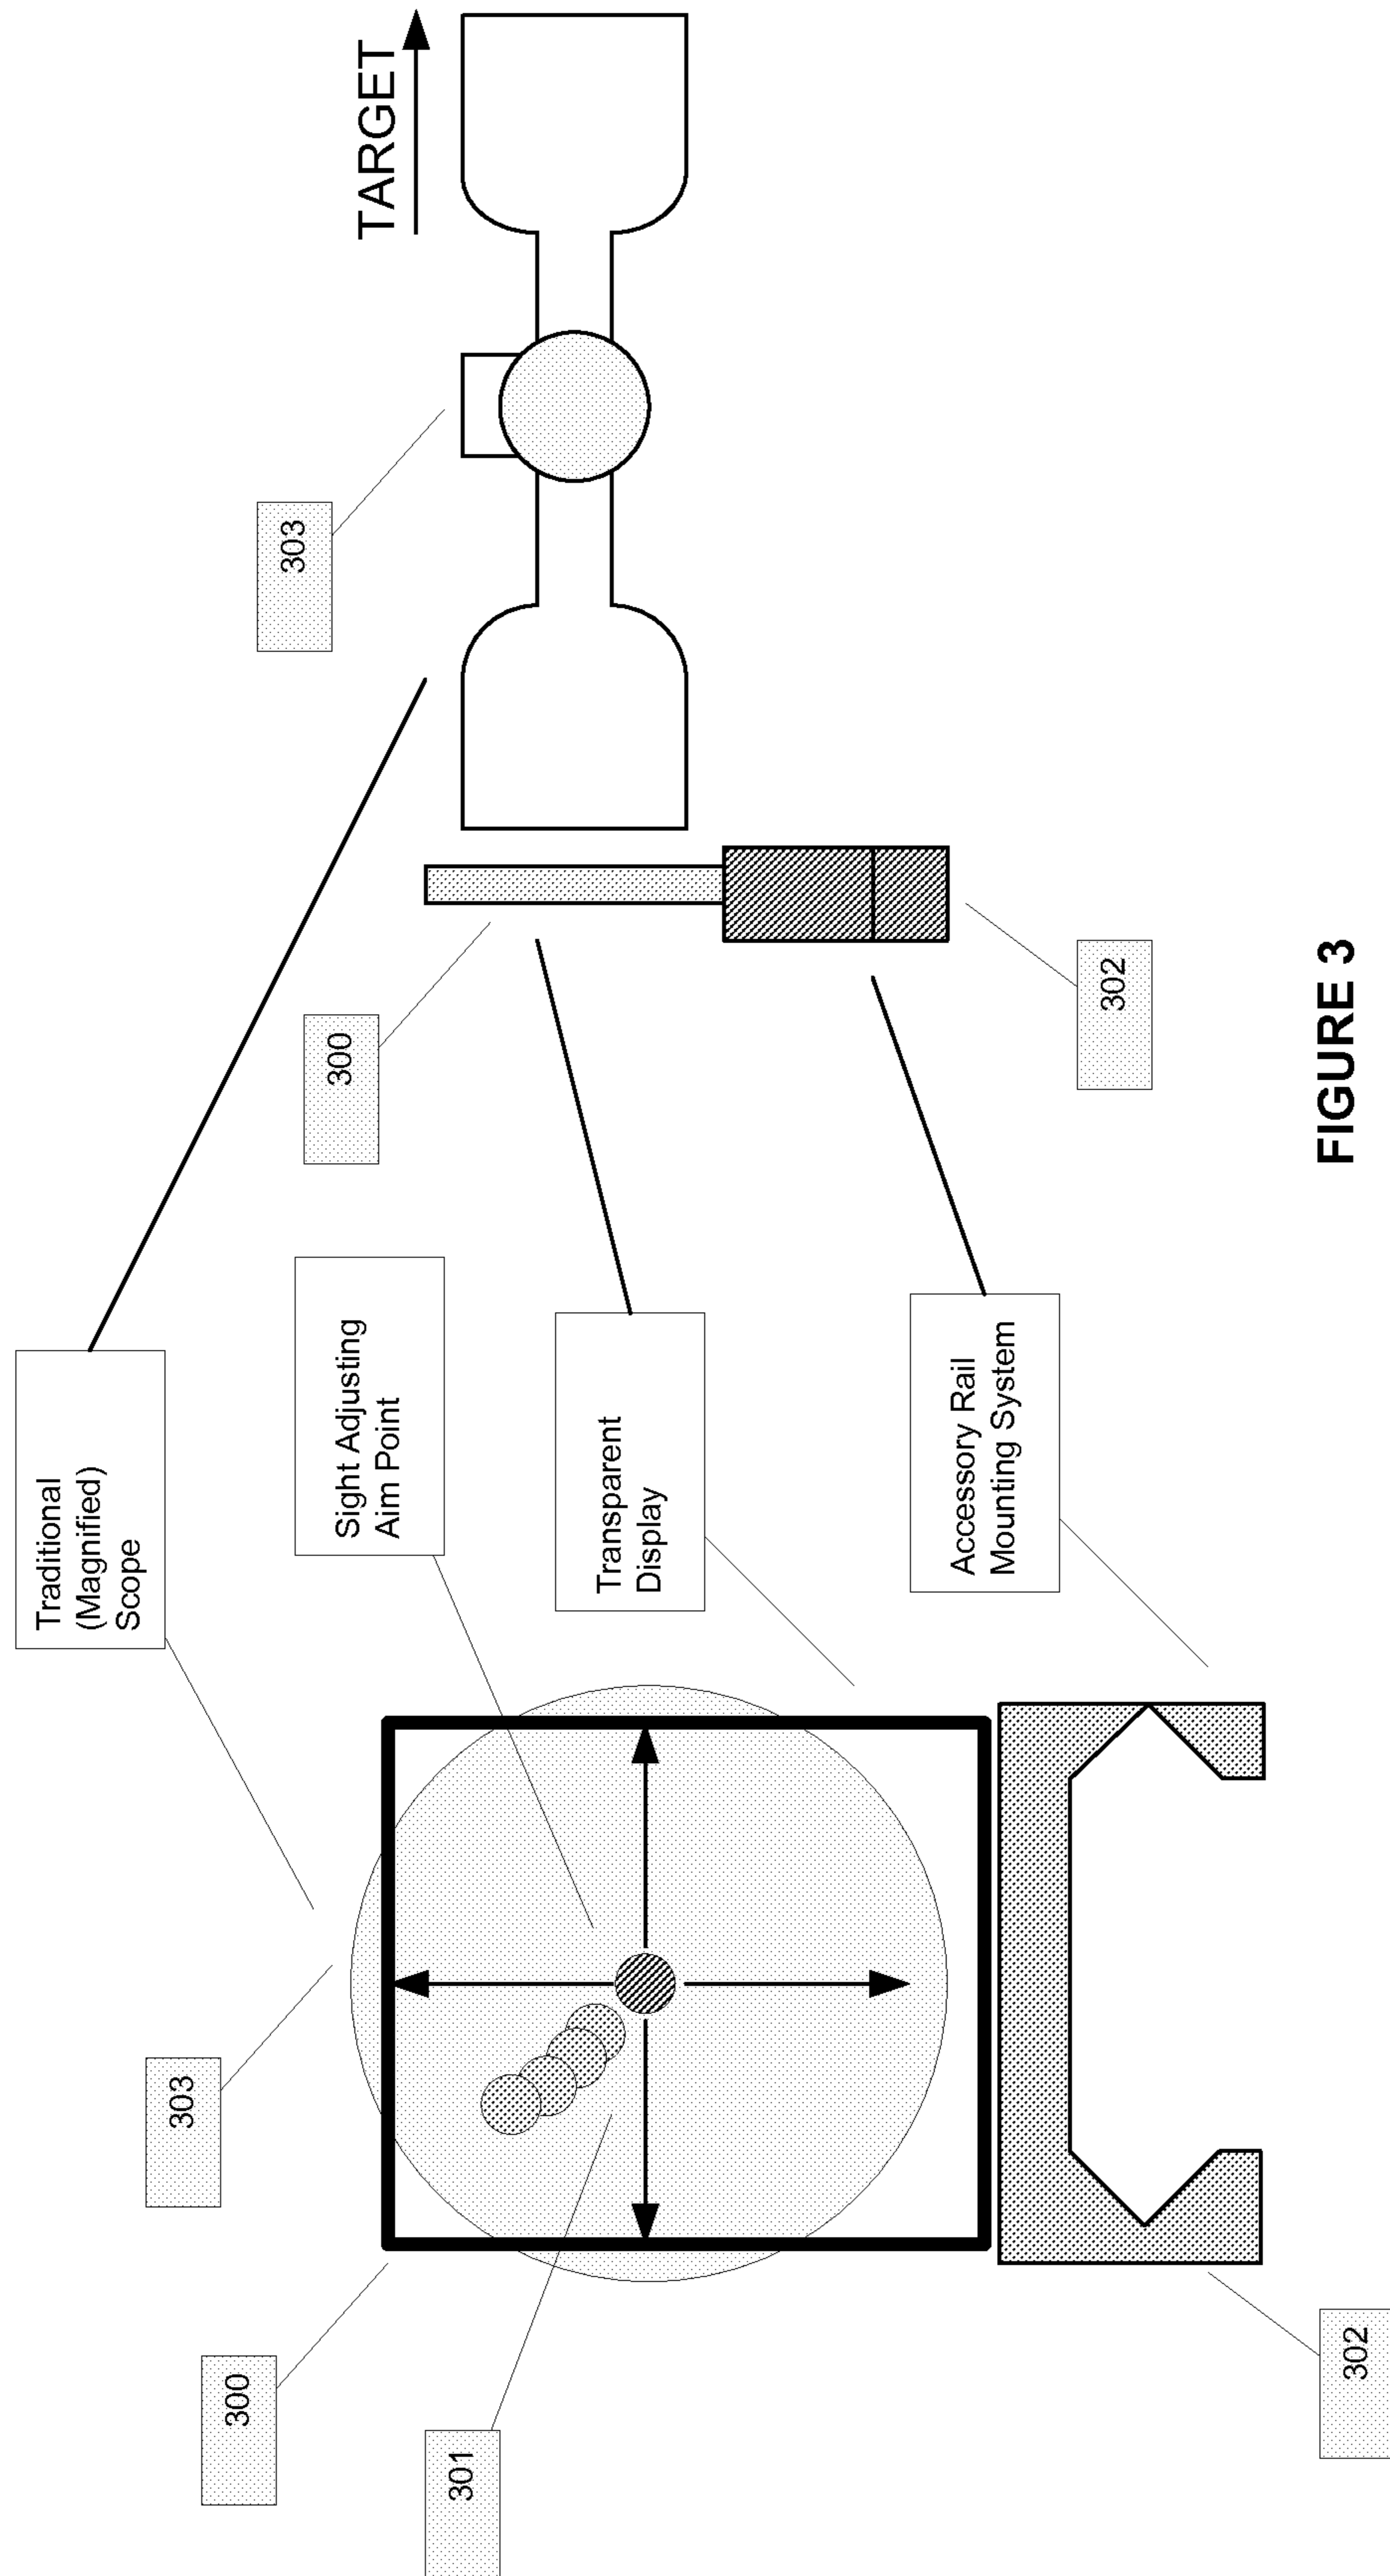 303
300
301
302
Traditional
(Magnified)
Scope
Sight Adjusting
Aim Point
Transparent
Display
Accessory Rail
Mounting System
300
302
303
TARGET
FIGURE 3